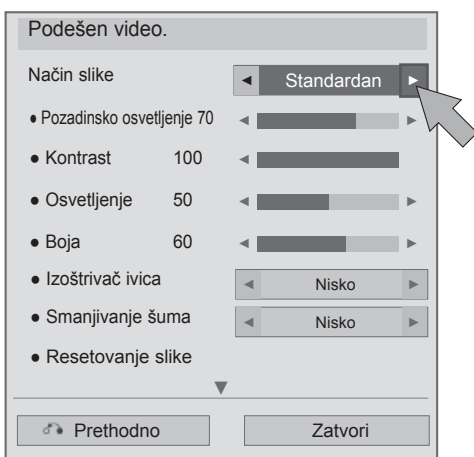 Podešen video.
Način slike ◄ Standardan ►
● Pozadinsko osvetljenje 70 ◄ ►
● Kontrast 100 ◄
● Osvetljenje 50 ◄ ►
● Boja 60 ◄ ►
● Izoštrivač ivica ◄ Nisko ►
● Smanjivanje šuma ◄ Nisko ►
● Resetovanje slike
▼
Prethodno Zatvori